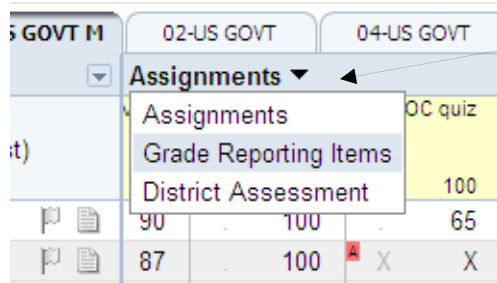 S GOVT M 02-US GOVT 04-US GOVT
Assignments
Assignments OC quiz
st) Grade Reporting Items
District Assessment 100
90 . 100 . 65
87 . 100 A X X